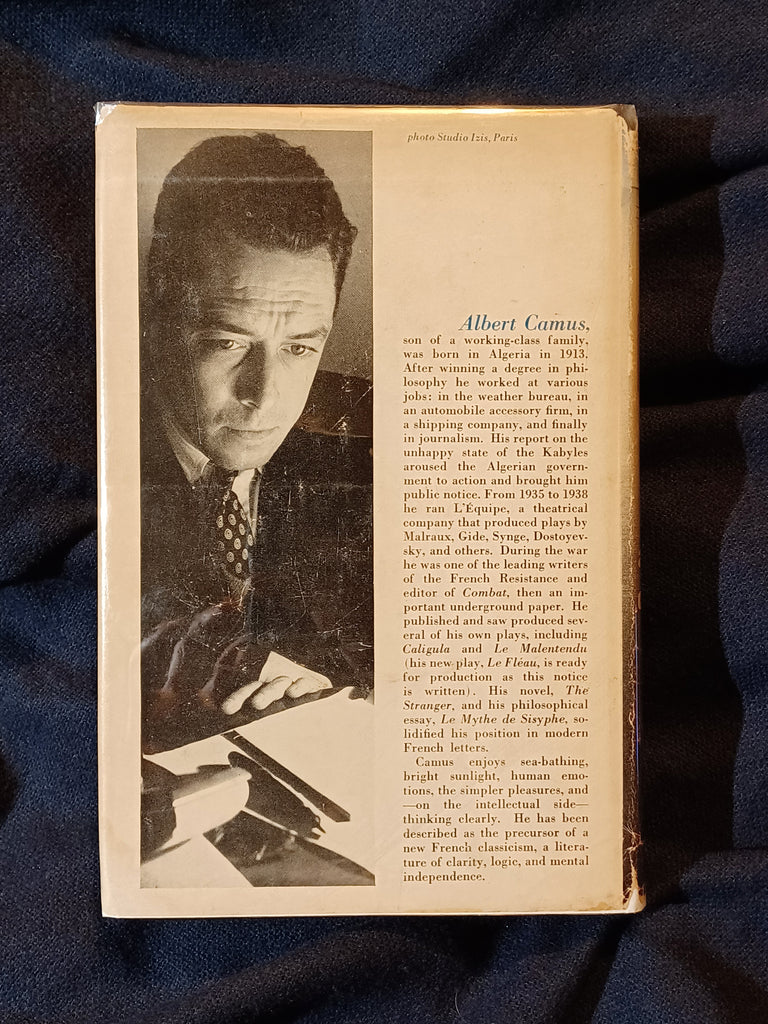 photo Studio Izis, Paris
Albert Camus,
son of a working-class family,
was born in Algeria in 1913.
After winning a degree in phi-
losophy he worked at various
jobs: in the weather bureau, in
an automobile accessory firm, in
a shipping company, and finally
in journalism. His report on the
unhappy state of the Kabyles
aroused the Algerian govern-
ment to action and brought him
public notice. From 1935 to 1938
he ran L'Équipe, a theatrical
company that produced plays by
Malraux, Gide, Synge, Dostoyev-
sky, and others. During the war
he was one of the leading writers
of the French Resistance and
editor of Combat, then an im-
portant underground paper. He
published and saw produced sev-
eral of his own plays, including
Caligula and Le Malentendu
(his new play, Le Fléau, is ready
for production as this notice
is written). His novel, The
Stranger, and his philosophical
essay, Le Mythe de Sisyphe, so-
lidified his position in modern
French letters.
Camus enjoys sea-bathing,
bright sunlight, human emo-
tions, the simpler pleasures, and
—on the intellectual side—
thinking clearly. He has been
described as the precursor of a
new French classicism, a litera-
ture of clarity, logic, and mental
independence.